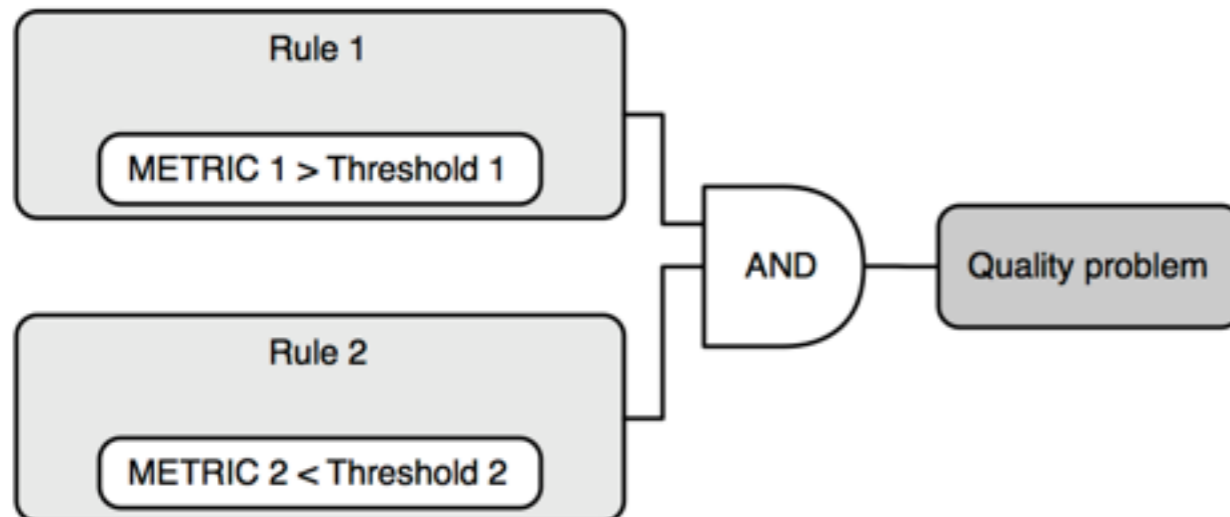 Rule 1
METRIC 1 > Threshold 1
AND
Quality problem
Rule 2
METRIC 2 < Threshold 2